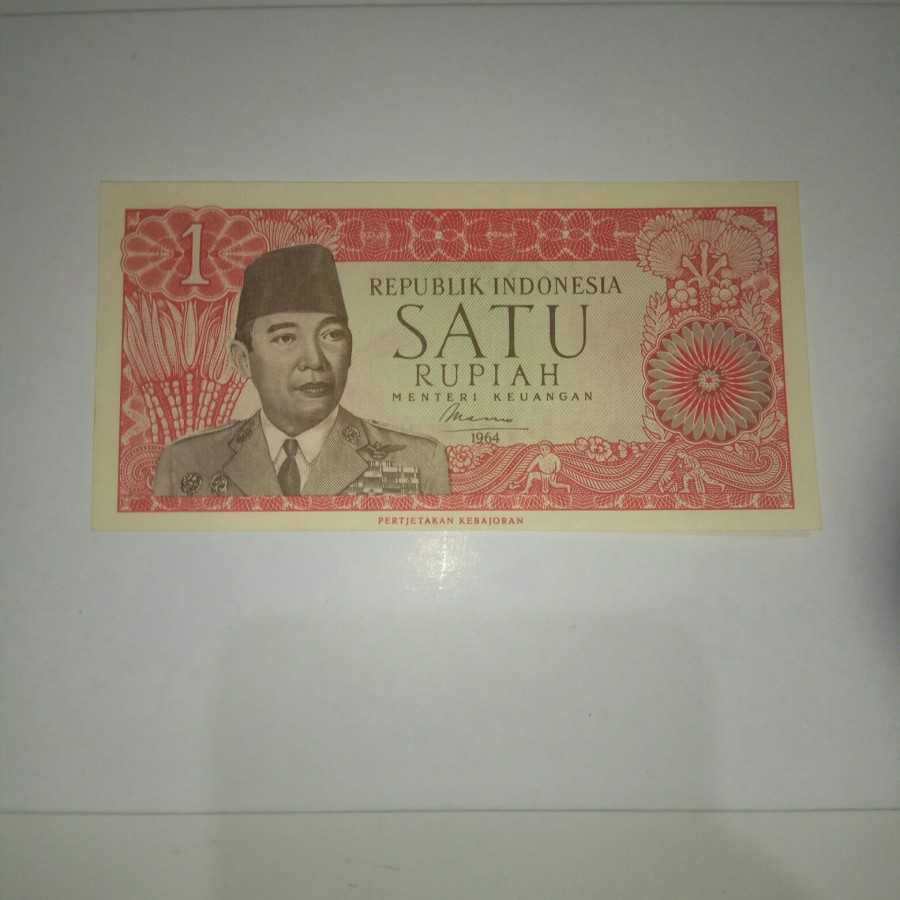 1
REPUBLIK INDONESIA
SATU
RUPIAH
MENTERI KEUANGAN
1964
PERTJETAKAN KEBAJORAN